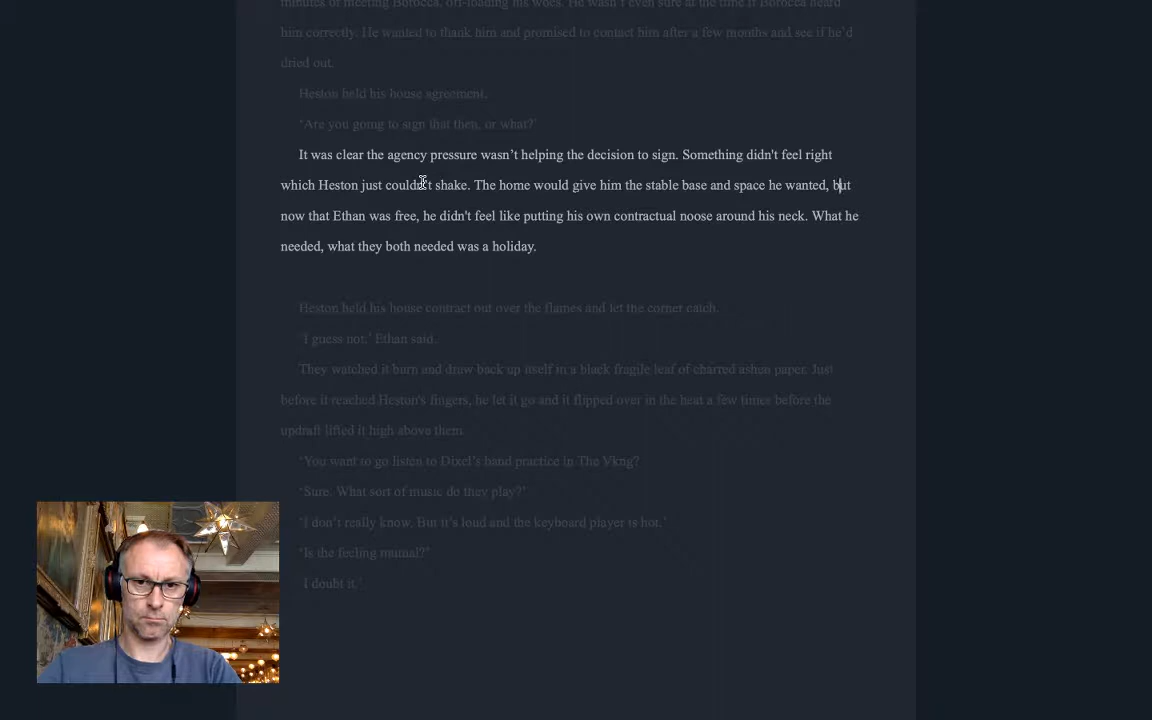 minutes of meeting Borocca, off-loading his woes. He wasn't even sure at the time if Borocca heard
him correctly. He wanted to thank him and promised to contact him after a few months and see if he'd
dried out.
Heston held his house agreement.
'Are you going to sign that then, or what?'
It was clear the agency pressure wasn't helping the decision to sign. Something didn't feel right
which Heston just couldn't shake. The home would give him the stable base and space he wanted, but
now that Ethan was free, he didn't feel like putting his own contractual noose around his neck. What he
needed, what they both needed was a holiday.
Heston held his house contract out over the flames and let the corner catch.
'I guess not,' Ethan said.
They watched it burn and draw back up itself in a black fragile leaf of charred ashen paper. Just
before it reached Heston's fingers, he let it go and it flipped over in the heat a few times before the
updraft lifted it high above them.
'You want to go listen to Dixel's band practice in The Vkng?
'Sure. What sort of music do they play?'
'I don't really know. But it's loud and the keyboard player is hot.'
'Is the feeling mutual?'
'I doubt it.'